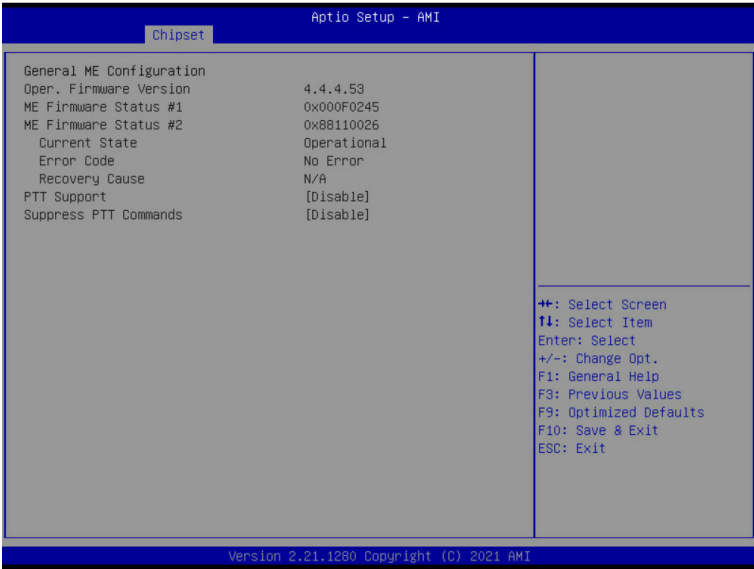 Aptio Setup - AMI
Chipset
General ME Configuration
Oper. Firmware Version 4.4.4.53
ME Firmware Status #1 0x000F0245
ME Firmware Status #2 0x88110026
Current State Operational
Error Code No Error
Recovery Cause N/A
PTT Support [Disable]
Suppress PTT Commands [Disable]
→←: Select Screen
↑↓: Select Item
Enter: Select
+/-: Change Opt.
F1: General Help
F3: Previous Values
F9: Optimized Defaults
F10: Save & Exit
ESC: Exit
Version 2.21.1280 Copyright (C) 2021 AMI